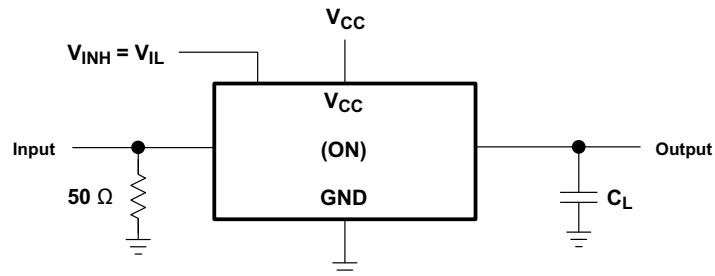 V_CC
V_INH = V_IL
V_CC
Input
(ON)
Output
50 Ω
GND
C_L